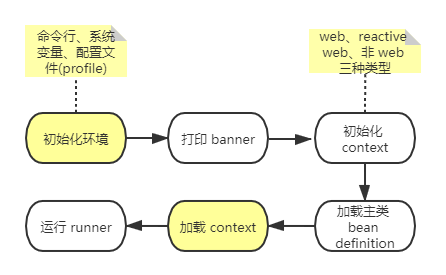 命令行、系统
变量、配置文
件(profile)
web、reactive
web、非 web
三种类型
初始化环境
打印 banner
初始化
context
运行 runner
加载 context
加载主类
bean
definition